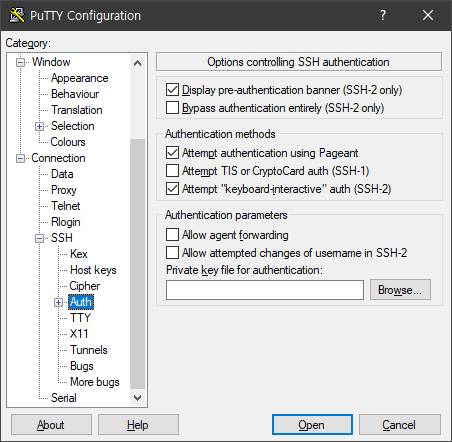 PuTTY Configuration
?
Category:
Window
Appearance
Behaviour
Translation
Selection
Colours
Connection
Data
Proxy
Telnet
Rlogin
SSH
Kex
Host keys
Cipher
Auth
TTY
X11
Tunnels
Bugs
More bugs
Serial
Options controlling SSH authentication
Display pre-authentication banner (SSH-2 only)
Bypass authentication entirely (SSH-2 only)
Authentication methods
Attempt authentication using Pageant
Attempt TIS or CryptoCard auth (SSH-1)
Attempt "keyboard-interactive" auth (SSH-2)
Authentication parameters
Allow agent forwarding
Allow attempted changes of username in SSH-2
Private key file for authentication:
Browse...
About
Help
Open
Cancel